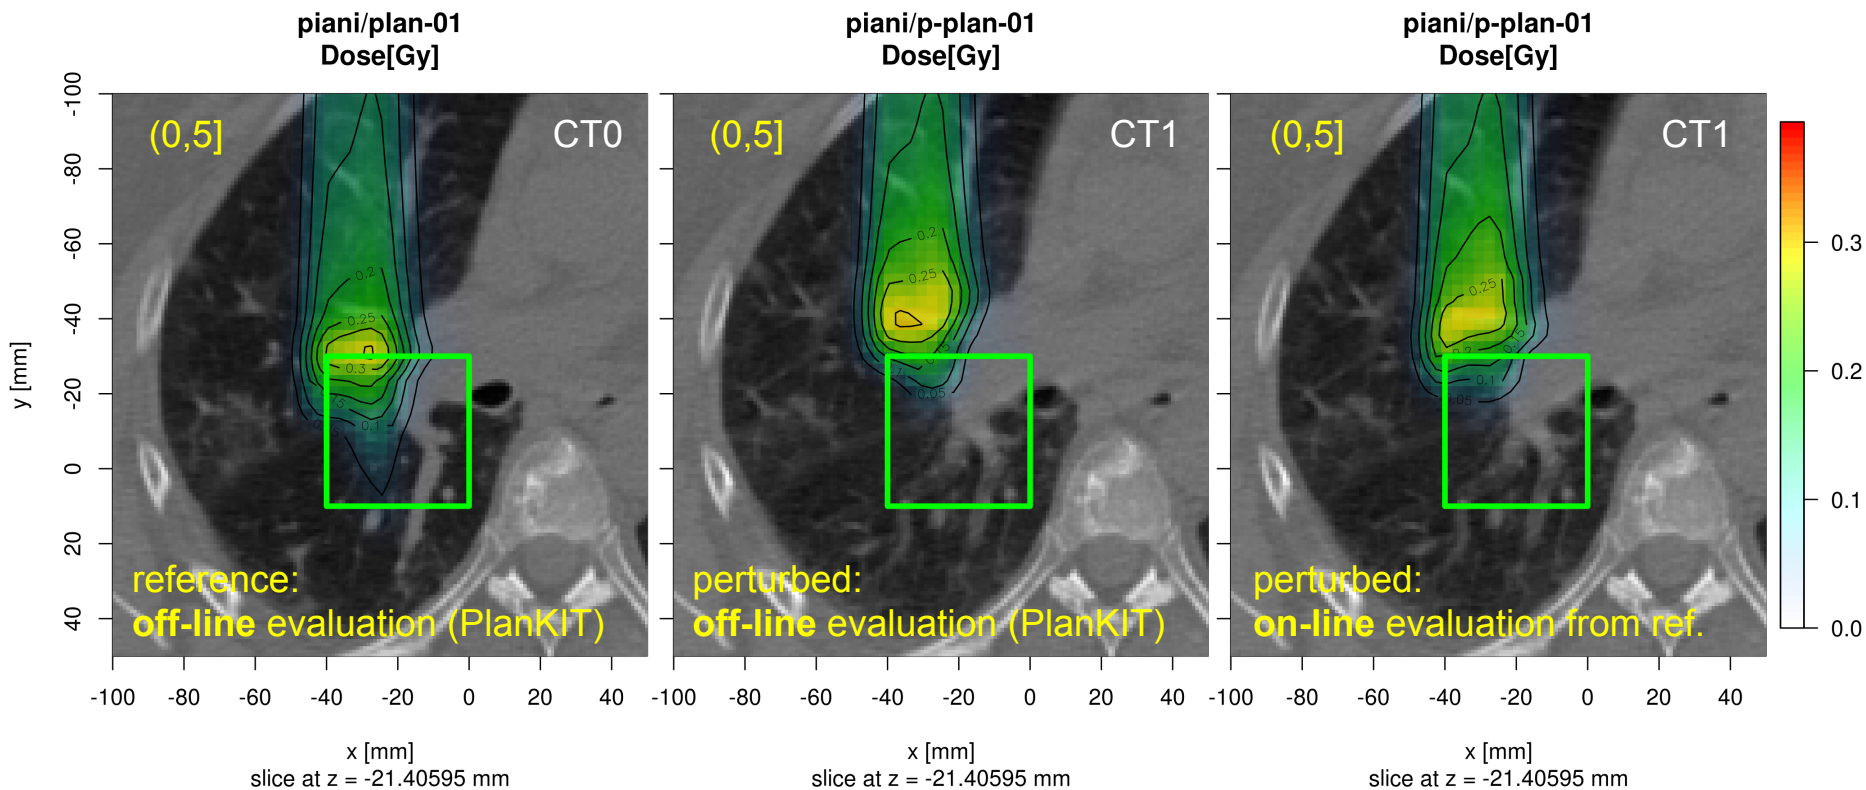 piani/plan-01
Dose[Gy]
piani/p-plan-01
Dose[Gy]
piani/p-plan-01
Dose[Gy]
(0,5]
CT0
(0,5]
CT1
(0,5]
CT1
-100
-80
-60
-40
-20
0
20
40
y [mm]
0.2
0.25
0.3
0.1
0.2
0.25
0.05
0.25
0.15
0.2
0.1
0.3
0.2
0.1
0.0
reference:
off-line evaluation (PlanKIT)
perturbed:
off-line evaluation (PlanKIT)
perturbed:
on-line evaluation from ref.
-100 -80 -60 -40 -20 0 20 40
-100 -80 -60 -40 -20 0 20 40
-100 -80 -60 -40 -20 0 20 40
x [mm]
slice at z = -21.40595 mm
x [mm]
slice at z = -21.40595 mm
x [mm]
slice at z = -21.40595 mm